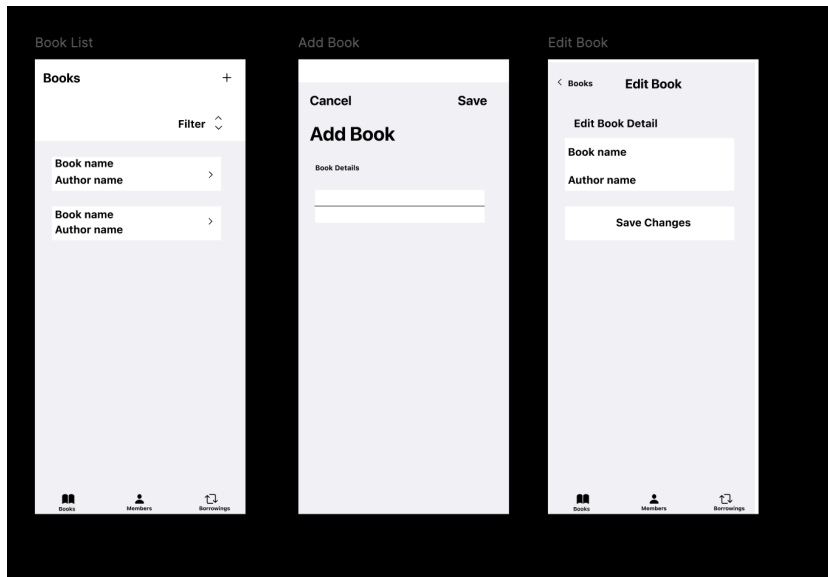 Book List
Books +
Filter
Book name
Author name
Book name
Author name
Books Members Borrowings
Add Book
Cancel Save
Add Book
Book Details
Edit Book
Books Edit Book
Edit Book Detail
Book name
Author name
Save Changes
Books Members Borrowings